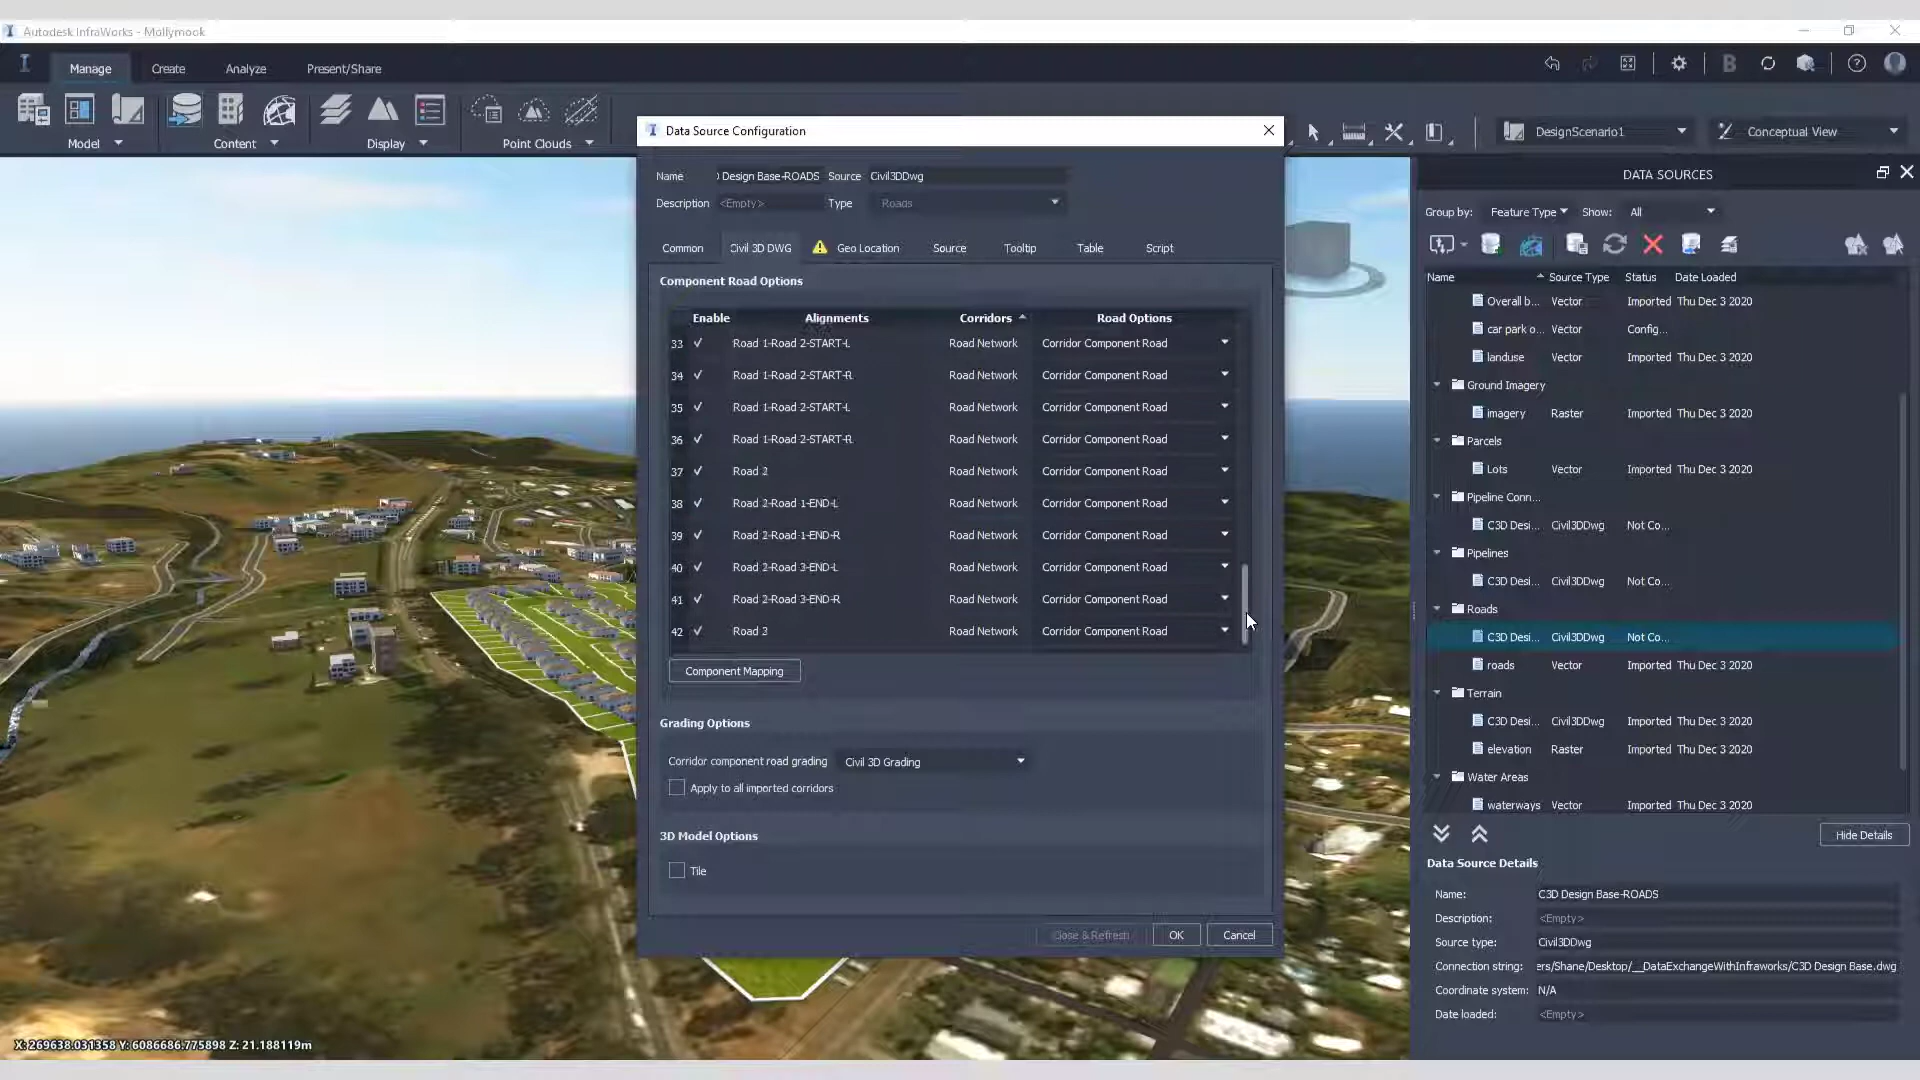 Autodesk InfraWorks - Mollymook
Manage Create Analyze Present/Share
Model Content Display Point Clouds
DesignScenario1 Conceptual View
Data Source Configuration
Name Design Base-ROADS Source Civil3DDwg
Description <Empty> Type Roads
Common Civil 3D DWG Geo Location Source Tooltip Table Script
Component Road Options
Enable Alignments Corridors Road Options
33 Road 1-Road 2-START-L Road Network Corridor Component Road
34 Road 1-Road 2-START-R Road Network Corridor Component Road
35 Road 1-Road 2-START-L Road Network Corridor Component Road
36 Road 1-Road 2-START-R Road Network Corridor Component Road
37 Road 2 Road Network Corridor Component Road
38 Road 2-Road 1-END-L Road Network Corridor Component Road
39 Road 2-Road 1-END-R Road Network Corridor Component Road
40 Road 2-Road 3-END-L Road Network Corridor Component Road
41 Road 2-Road 3-END-R Road Network Corridor Component Road
42 Road 3 Road Network Corridor Component Road
Component Mapping
Grading Options
Corridor component road grading Civil 3D Grading
Apply to all imported corridors
3D Model Options
Tile
Close & Refresh OK Cancel
DATA SOURCES
Group by: Feature Type Show: All
Name Source Type Status Date Loaded
Overall b... Vector Imported Thu Dec 3 2020
car park o... Vector Config...
landuse Vector Imported Thu Dec 3 2020
Ground Imagery
imagery Raster Imported Thu Dec 3 2020
Parcels
Lots Vector Imported Thu Dec 3 2020
Pipeline Conn...
C3D Desi... Civil3DDwg Not Co...
Pipelines
C3D Desi... Civil3DDwg Not Co...
Roads
C3D Desi... Civil3DDwg Not Co...
roads Vector Imported Thu Dec 3 2020
Terrain
C3D Desi... Civil3DDwg Imported Thu Dec 3 2020
elevation Raster Imported Thu Dec 3 2020
Water Areas
waterways Vector Imported Thu Dec 3 2020
Hide Details
Data Source Details
Name: C3D Design Base-ROADS
Description: <Empty>
Source type: Civil3DDwg
Connection string: ers/Shane/Desktop/__DataExchangeWithInfraworks/C3D Design Base.dwg
Coordinate system: N/A
Date loaded: <Empty>
X: 269638.031358 Y: 6086686.775898 Z: 21.188119m